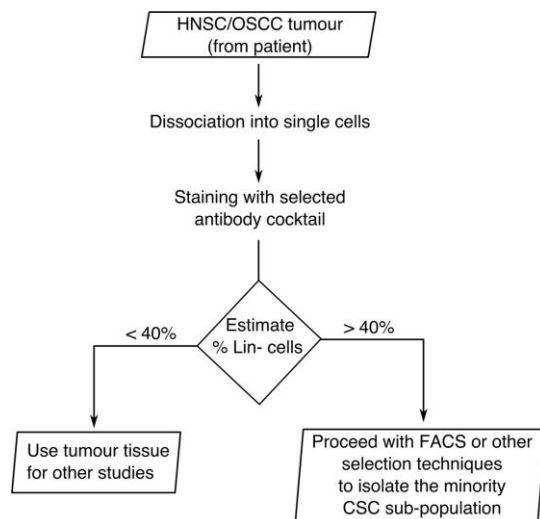 HNSC/OSCC tumour
(from patient)
Dissociation into single cells
Staining with selected
antibody cocktail
< 40%
Estimate
% Lin- cells
> 40%
Use tumour tissue
for other studies
Proceed with FACS or other
selection techniques
to isolate the minority
CSC sub-population